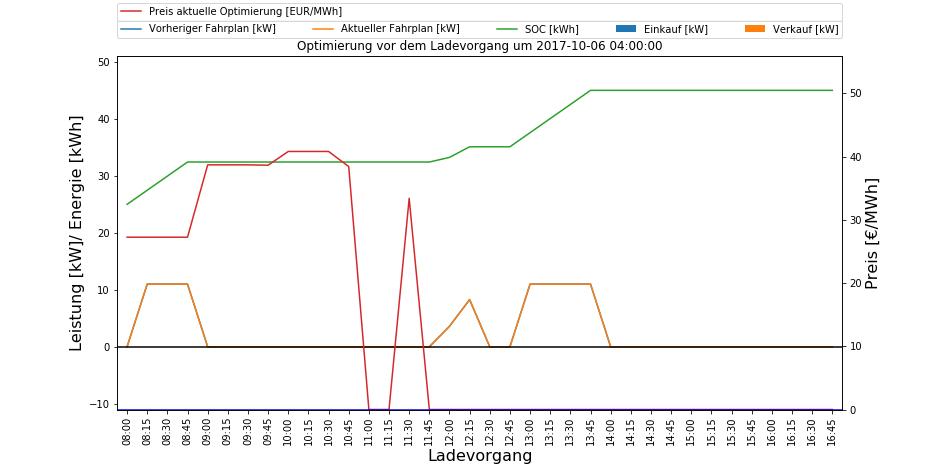 Preis aktuelle Optimierung [EUR/MWh]
Vorheriger Fahrplan [kW] Aktueller Fahrplan [kW] SOC [kWh] Einkauf [kW] Verkauf [kW]
Optimierung vor dem Ladevorgang um 2017-10-06 04:00:00
Leistung [kW]/ Energie [kWh]
50
40
30
20
10
0
−10
50
40
30
20
10
0
Preis [€/MWh]
08:00 08:15 08:30 08:45 09:00 09:15 09:30 09:45 10:00 10:15 10:30 10:45 11:00 11:15 11:30 11:45 12:00 12:15 12:30 12:45 13:00 13:15 13:30 13:45 14:00 14:15 14:30 14:45 15:00 15:15 15:30 15:45 16:00 16:15 16:30 16:45
Ladevorgang